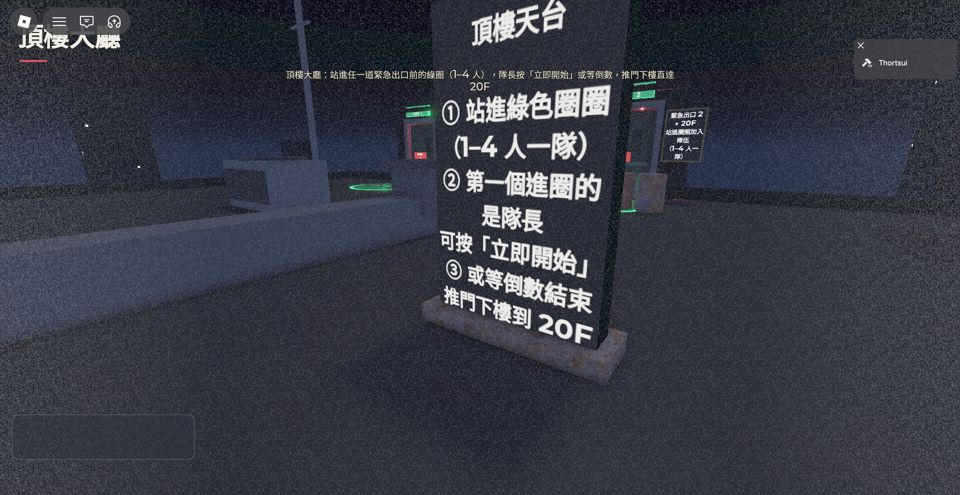 頂樓大廳
頂樓大廳：站進任一道緊急出口前的綠圈（1–4 人），隊長按「立即開始」或等倒數，推門下樓直達
20F
Thortsui
頂樓天台
① 站進綠色圈圈
（1–4 人一隊）
② 第一個進圈的
是隊長
可按「立即開始」
③ 或等倒數結束
推門下樓到 20F
緊急出口 2
站進圈圈加入
隊伍
（1–4 人一
隊）